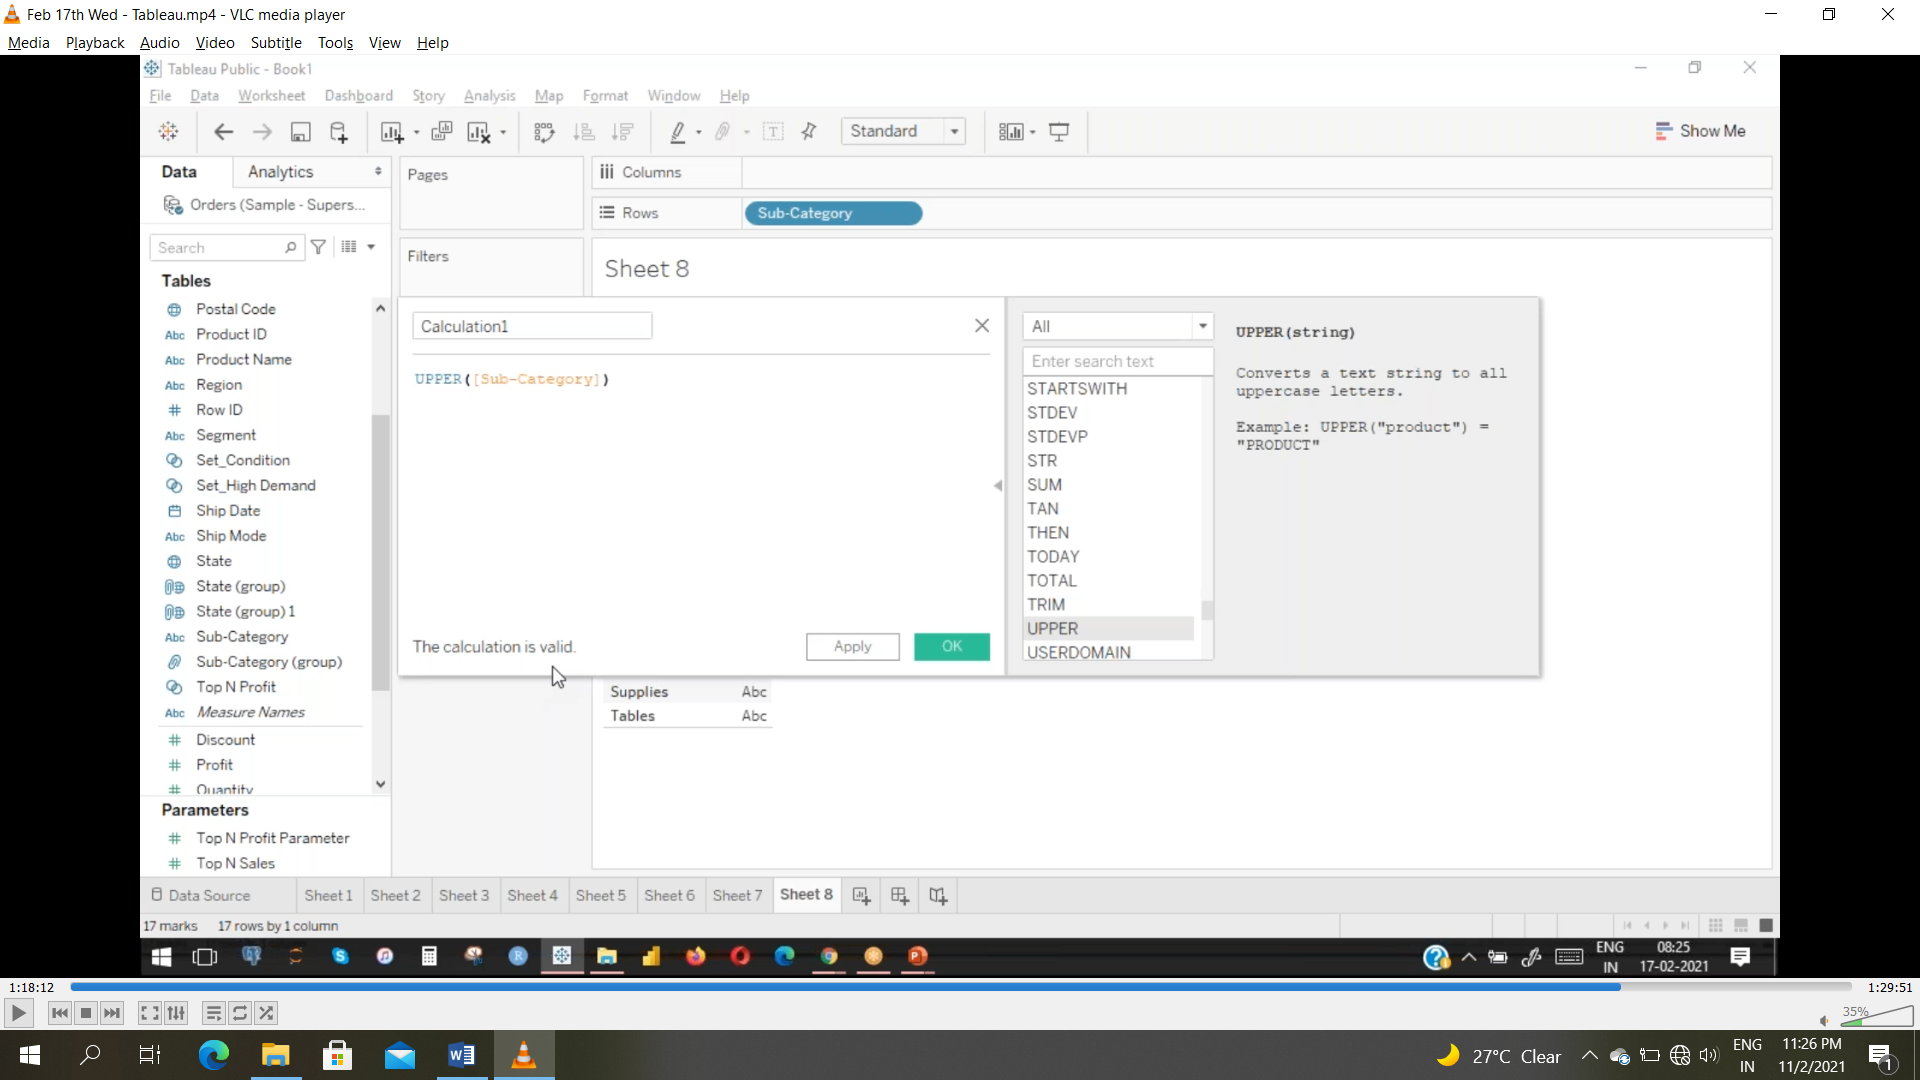 Feb 17th Wed - Tableau.mp4 - VLC media player
Media Playback Audio Video Subtitle Tools View Help
Tableau Public - Book1
File Data Worksheet Dashboard Story Analysis Map Format Window Help
Standard
Show Me
Data Analytics
Orders (Sample - Supers...
Search
Tables
Postal Code
Abc Product ID
Abc Product Name
Abc Region
# Row ID
Abc Segment
Set_Condition
Set_High Demand
Ship Date
Abc Ship Mode
State
State (group)
State (group) 1
Abc Sub-Category
Sub-Category (group)
Top N Profit
Abc Measure Names
# Discount
# Profit
# Quantity
Parameters
# Top N Profit Parameter
# Top N Sales
Pages
Filters
Columns
Rows Sub-Category
Sheet 8
Calculation1
UPPER([Sub-Category])
The calculation is valid.
Apply OK
All
Enter search text
STARTSWITH
STDEV
STDEVP
STR
SUM
TAN
THEN
TODAY
TOTAL
TRIM
UPPER
USERDOMAIN
UPPER(string)
Converts a text string to all
uppercase letters.
Example: UPPER("product") =
"PRODUCT"
Supplies Abc
Tables Abc
Data Source Sheet 1 Sheet 2 Sheet 3 Sheet 4 Sheet 5 Sheet 6 Sheet 7 Sheet 8
17 marks 17 rows by 1 column
ENG
IN
08:25
17-02-2021
1:18:12
1:29:51
35%
27°C Clear
ENG
IN
11:26 PM
11/2/2021
1